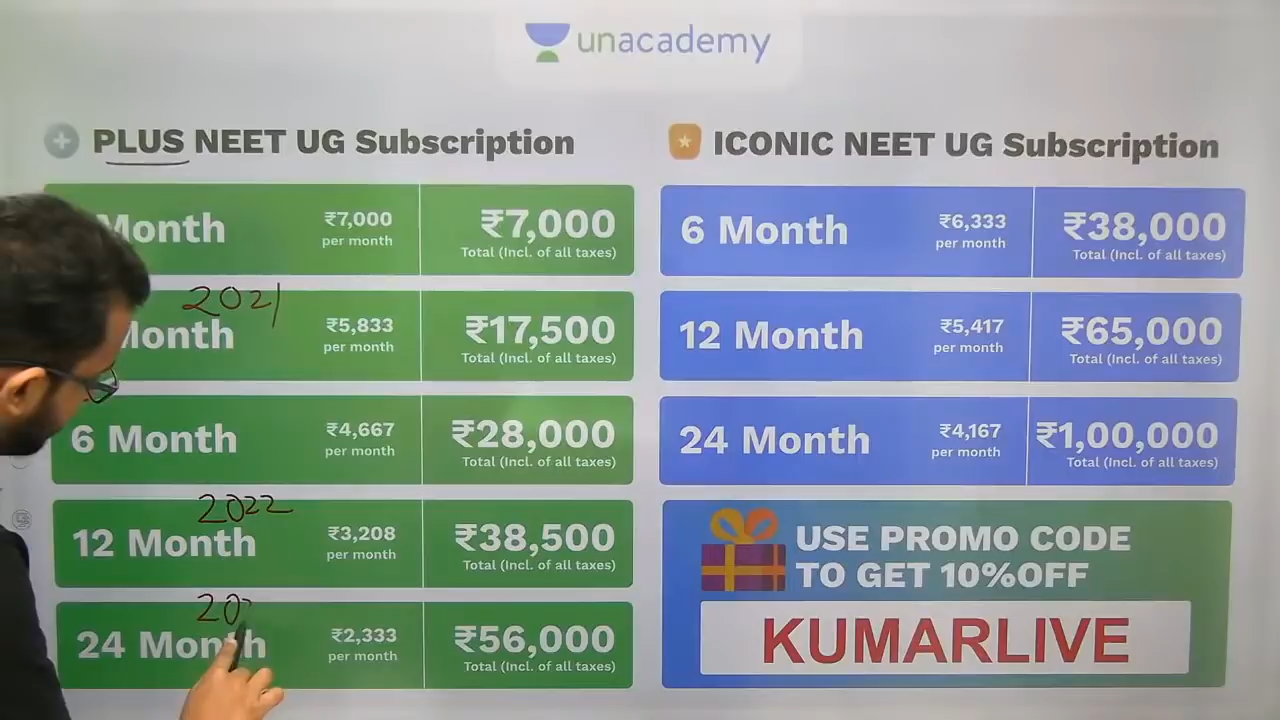 unacademy
PLUS NEET UG Subscription
Month ₹7,000 per month ₹7,000 Total (Incl. of all taxes)
2021
Month ₹5,833 per month ₹17,500 Total (Incl. of all taxes)
6 Month ₹4,667 per month ₹28,000 Total (Incl. of all taxes)
2022
12 Month ₹3,208 per month ₹38,500 Total (Incl. of all taxes)
20
24 Month ₹2,333 per month ₹56,000 Total (Incl. of all taxes)
ICONIC NEET UG Subscription
6 Month ₹6,333 per month ₹38,000 Total (Incl. of all taxes)
12 Month ₹5,417 per month ₹65,000 Total (Incl. of all taxes)
24 Month ₹4,167 per month ₹1,00,000 Total (Incl. of all taxes)
USE PROMO CODE
TO GET 10%OFF
KUMARLIVE